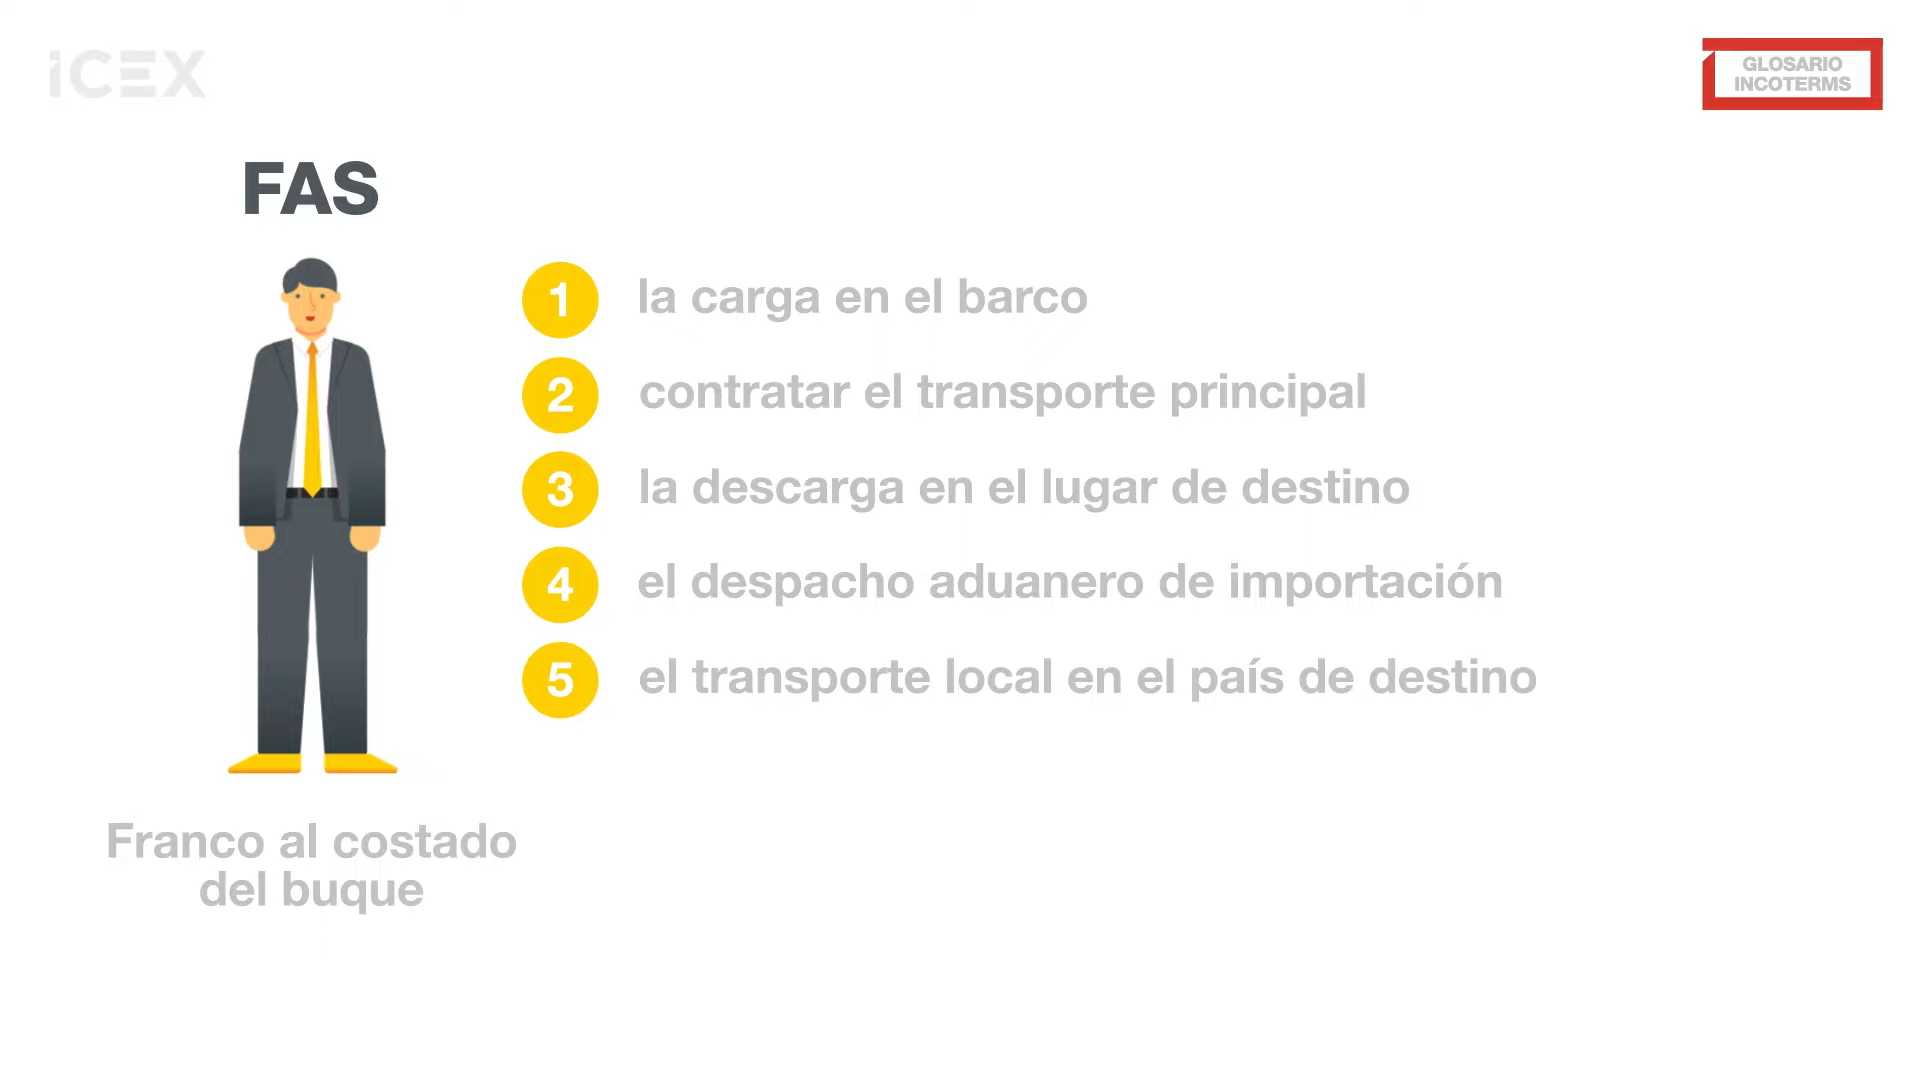 iCEX
GLOSARIO
INCOTERMS
FAS
1 la carga en el barco
2 contratar el transporte principal
3 la descarga en el lugar de destino
4 el despacho aduanero de importación
5 el transporte local en el país de destino
Franco al costado
del buque